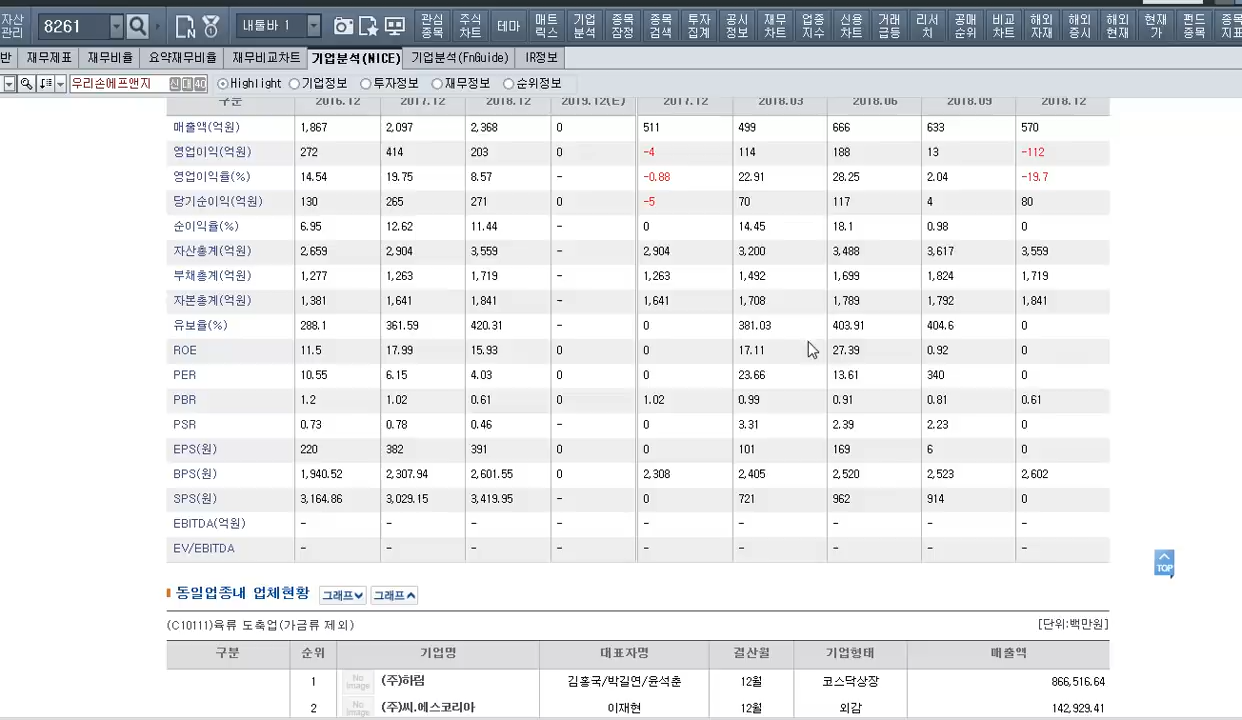 자산 관리 8261 내툴바 1 관심 종목 주식 차트 테마 매트 릭스 기업 분석 종목 잠정 종목 검색 투자 집계 공시 정보 재무 차트 업종 지수 신용 차트 거래 급등 리서 치 공매 순위 비교 차트 해외 자재 해외 증시 해외 현재 현재 가 펀드 종목 종목 지표
반 재무제표 재무비율 요약재무비율 재무비교차트 기업분석(NICE) 기업분석(FnGuide) IR정보
우리손에프앤지 신 대 40 Highlight 기업정보 투자정보 재무정보 순위정보
구분 2016.12 2017.12 2018.12 2019.12(E) 2017.12 2018.03 2018.06 2018.09 2018.12
매출액(억원) 1,867 2,097 2,368 0 511 499 666 633 570
영업이익(억원) 272 414 203 0 -4 114 188 13 -112
영업이익률(%) 14.54 19.75 8.57 - -0.88 22.91 28.25 2.04 -19.7
당기순이익(억원) 130 265 271 0 -5 70 117 4 80
순이익률(%) 6.95 12.62 11.44 - 0 14.45 18.1 0.98 0
자산총계(억원) 2,659 2,904 3,559 - 2,904 3,200 3,488 3,617 3,559
부채총계(억원) 1,277 1,263 1,719 - 1,263 1,492 1,699 1,824 1,719
자본총계(억원) 1,381 1,641 1,841 - 1,641 1,708 1,789 1,792 1,841
유보율(%) 288.1 361.59 420.31 - 0 381.03 403.91 404.6 0
ROE 11.5 17.99 15.93 0 0 17.11 27.39 0.92 0
PER 10.55 6.15 4.03 0 0 23.66 13.61 340 0
PBR 1.2 1.02 0.61 0 1.02 0.99 0.91 0.81 0.61
PSR 0.73 0.78 0.46 - 0 3.31 2.39 2.23 0
EPS(원) 220 382 391 0 0 101 169 6 0
BPS(원) 1,940.52 2,307.94 2,601.55 0 2,308 2,405 2,520 2,523 2,602
SPS(원) 3,164.86 3,029.15 3,419.95 - 0 721 962 914 0
EBITDA(억원) - - - - - - - - -
EV/EBITDA - - - - - - - - -
TOP
동일업종내 업체현황 그래프 그래프
(C10111)육류 도축업(가금류 제외) [단위:백만원]
구분 순위 기업명 대표자명 결산월 기업형태 매출액
1 No Image (주)하림 김홍국/박길연/윤석춘 12월 코스닥상장 866,516.64
2 No Image (주)씨.에스코리아 이재현 12월 외감 142,929.41